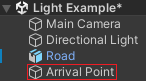 Light Example*
Main Camera
Directional Light
Road
Arrival Point